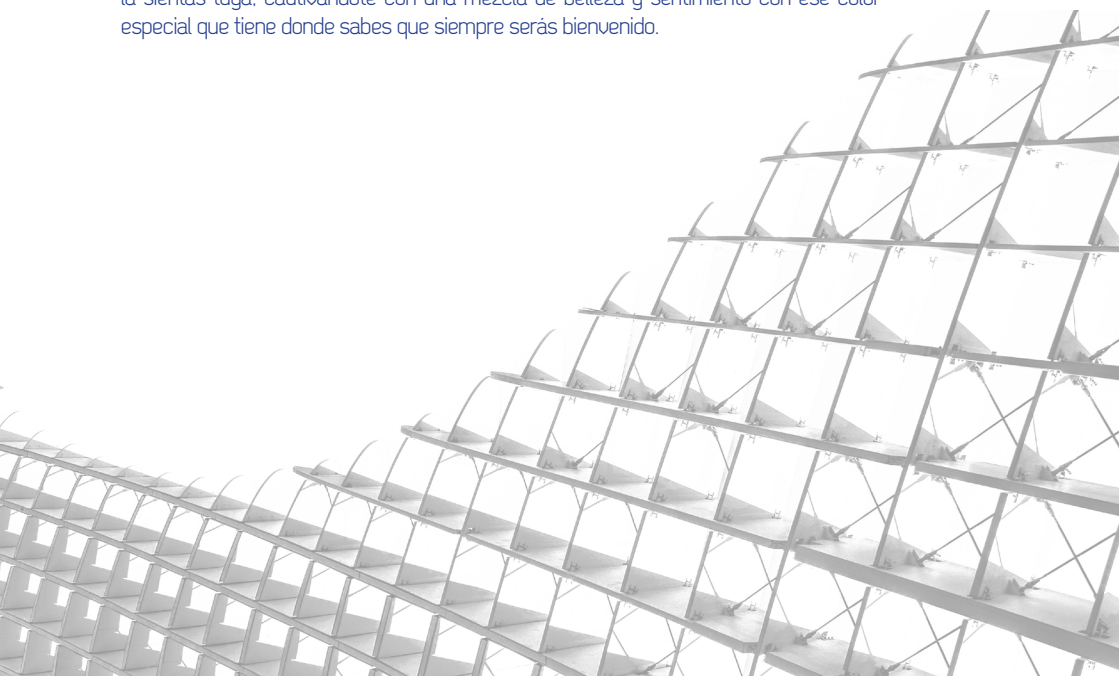 la sientas tuya, cautivándote con una mezcla de belleza y sentimiento con ese color
especial que tiene donde sabes que siempre serás bienvenido.